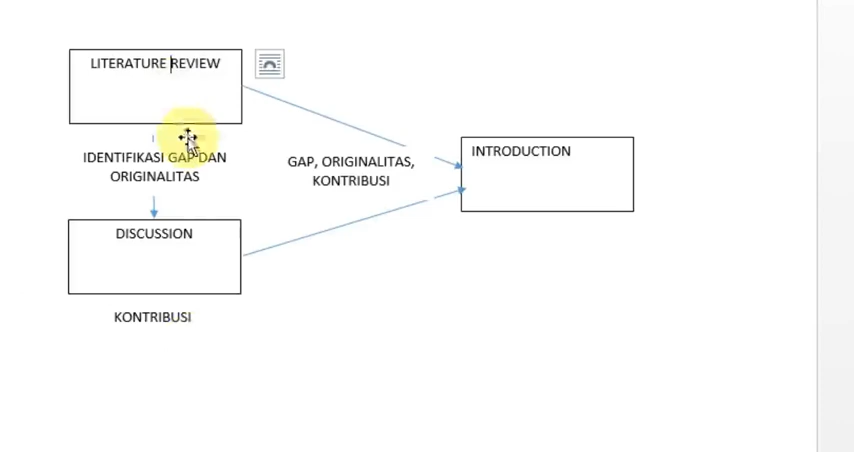 LITERATURE REVIEW
IDENTIFIKASI GAP DAN
ORIGINALITAS
DISCUSSION
KONTRIBUSI
GAP, ORIGINALITAS,
KONTRIBUSI
INTRODUCTION